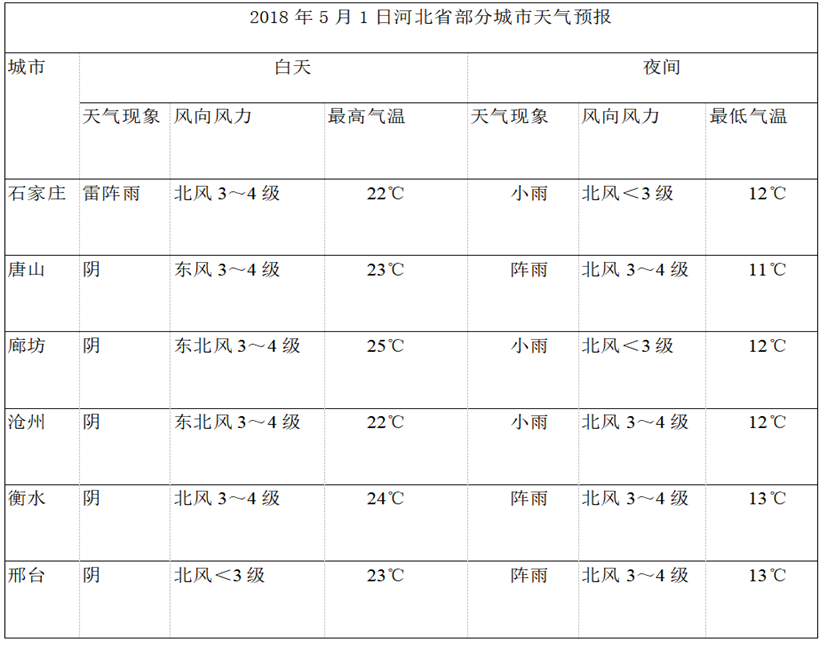 2018 年 5 月 1 日河北省部分城市天气预报
城市 白天 夜间
天气现象 风向风力 最高气温 天气现象 风向风力 最低气温
石家庄 雷阵雨 北风 3～4 级 22℃ 小雨 北风＜3 级 12℃
唐山 阴 东风 3～4 级 23℃ 阵雨 北风 3～4 级 11℃
廊坊 阴 东北风 3～4 级 25℃ 小雨 北风＜3 级 12℃
沧州 阴 东北风 3～4 级 22℃ 小雨 北风 3～4 级 12℃
衡水 阴 北风 3～4 级 24℃ 阵雨 北风 3～4 级 13℃
邢台 阴 北风＜3 级 23℃ 阵雨 北风 3～4 级 13℃